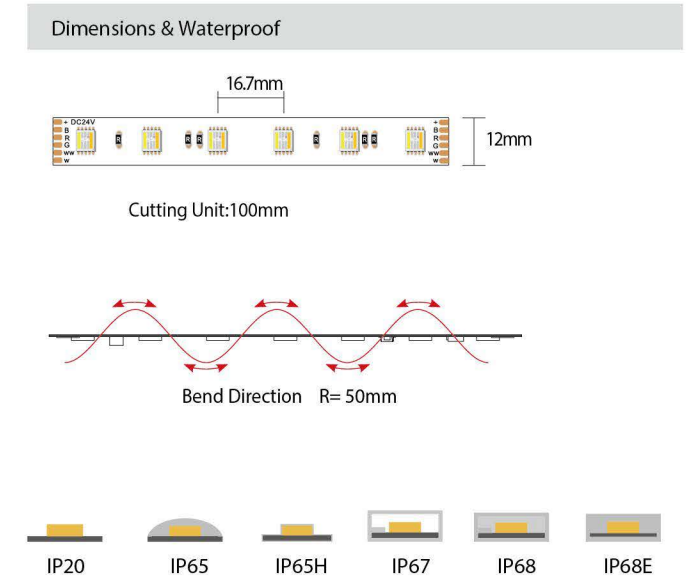 Dimensions & Waterproof
16.7mm
+ DC24V +
B B
R R
G G
WW WW
W W
R R R R R R
12mm
Cutting Unit:100mm
Bend Direction R= 50mm
IP20 IP65 IP65H IP67 IP68 IP68E